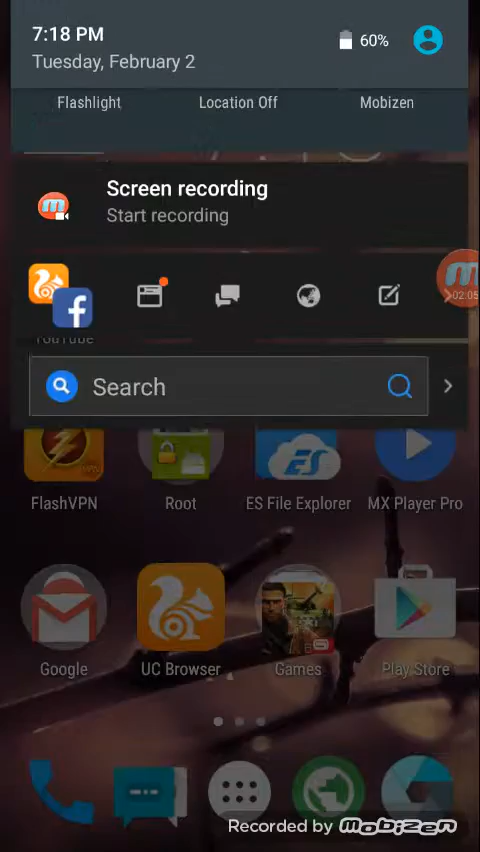 7:18 PM
60%
Tuesday, February 2
Flashlight
Location Off
Mobizen
Screen recording
Start recording
02:05
YouTube
Search
FlashVPN
Root
ES File Explorer
MX Player Pro
Google
UC Browser
Games
Play Store
Recorded by mobizen